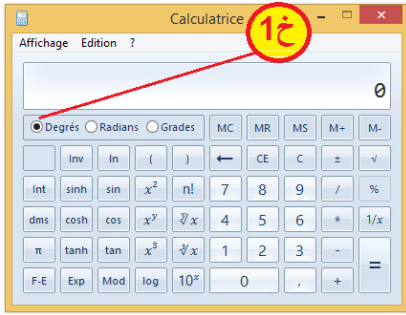 Calculatrice
خ1
Affichage Edition ?
0
Degrés Radians Grades MC MR MS M+ M-
Inv ln ( ) ← CE C ± √
Int sinh sin x² n! 7 8 9 / %
dms cosh cos xʸ ʸ√x 4 5 6 * 1/x
π tanh tan x³ ³√x 1 2 3 - =
F-E Exp Mod log 10ˣ 0 , +